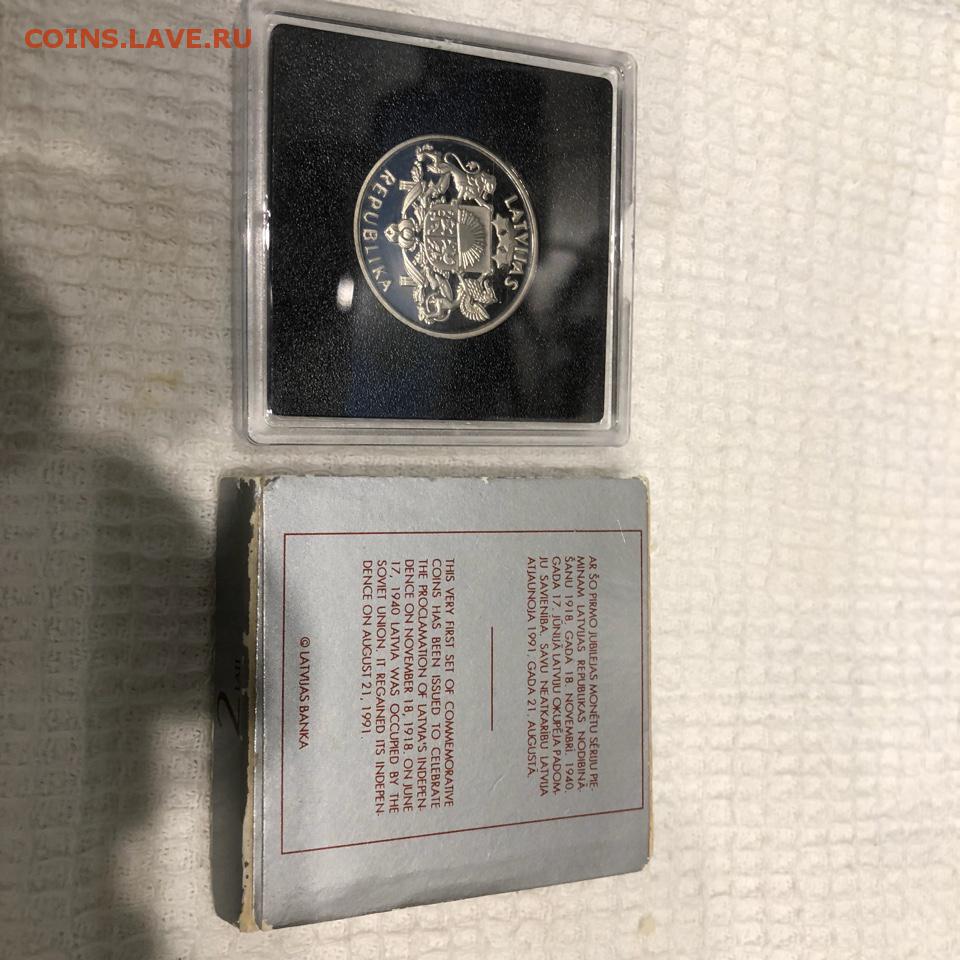 COINS.LAVE.RU
LATVIJAS
REPUBLIKA
AR ŠO PIRMO JUBILEJAS MONĒTU SĒRIJU PIE-
MINAM LATVIJAS REPUBLIKAS NODIBINĀ-
ŠANU 1918. GADA 18. NOVEMBRĪ. 1940.
GADA 17. JŪNIJĀ LATVIJU OKUPĒJA PADOM-
JU SAVIENĪBA. SAVU NEATKARĪBU LATVIJA
ATJAUNOJA 1991. GADA 21. AUGUSTĀ.
THIS VERY FIRST SET OF COMMEMORATIVE
COINS HAS BEEN ISSUED TO CELEBRATE
THE PROCLAMATION OF LATVIA'S INDEPEN-
DENCE ON NOVEMBER 18, 1918. ON JUNE
17, 1940 LATVIA WAS OCCUPIED BY THE
SOVIET UNION. IT REGAINED ITS INDEPEN-
DENCE ON AUGUST 21, 1991.
© LATVIJAS BANKA
2